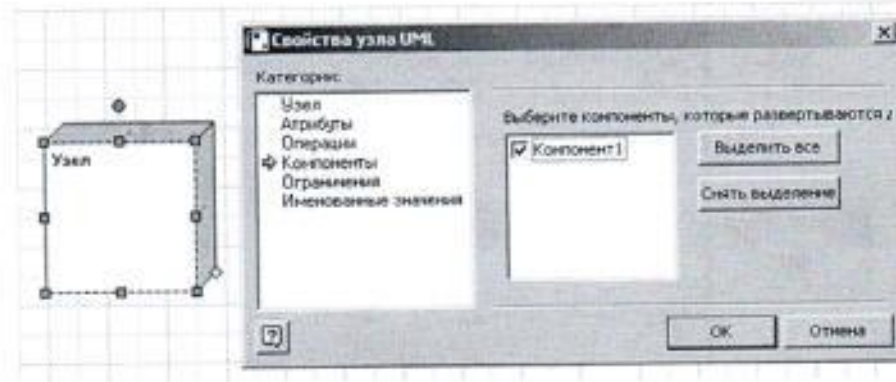 Свойства узла UML
Категории:
Узел
Узел
Атрибуты
Операции
Компоненты
Ограничения
Именованные значения
Выберите компоненты, которые развертываются
Компонент1
Выделить все
Снять выделение
OK
Отмена